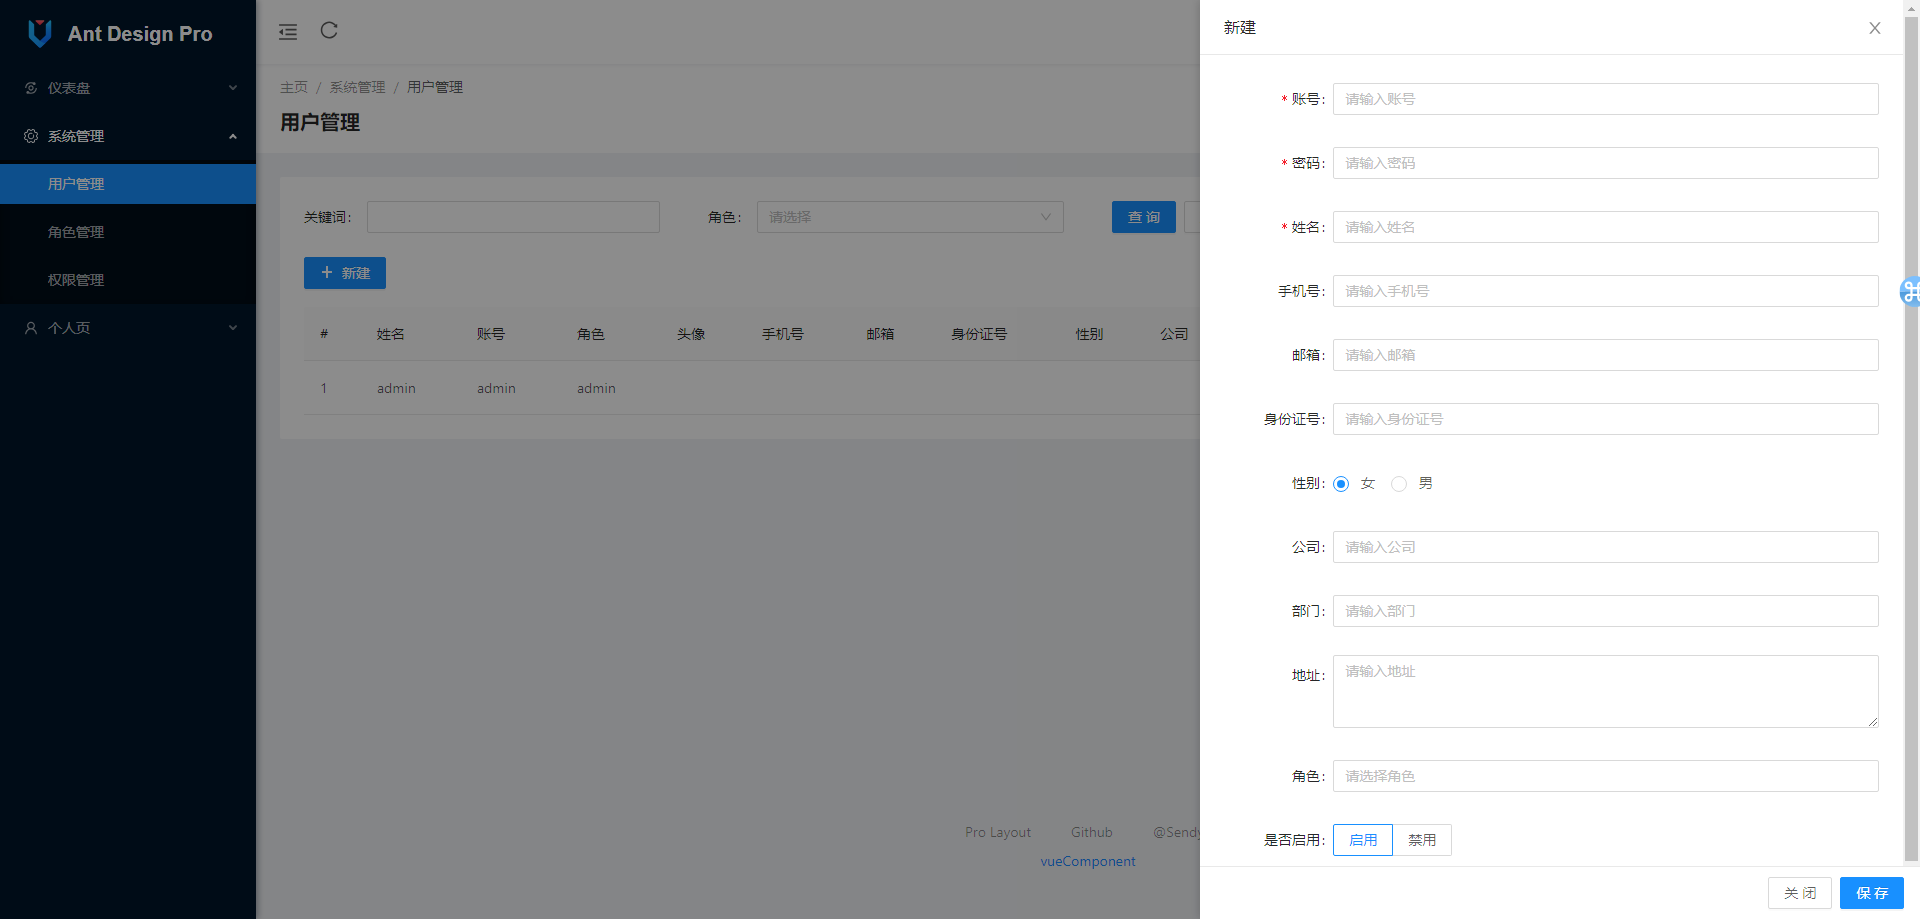 Ant Design Pro
仪表盘
系统管理
用户管理
角色管理
权限管理
个人页
主页 / 系统管理 / 用户管理
用户管理
关键词:
角色: 请选择
查 询
+ 新建
# 姓名 账号 角色 头像 手机号 邮箱 身份证号 性别 公司
1 admin admin admin
Pro Layout Github @Sendy
vueComponent
新建
* 账号: 请输入账号
* 密码: 请输入密码
* 姓名: 请输入姓名
手机号: 请输入手机号
邮箱: 请输入邮箱
身份证号: 请输入身份证号
性别: 女 男
公司: 请输入公司
部门: 请输入部门
地址: 请输入地址
角色: 请选择角色
是否启用: 启用 禁用
关 闭 保 存